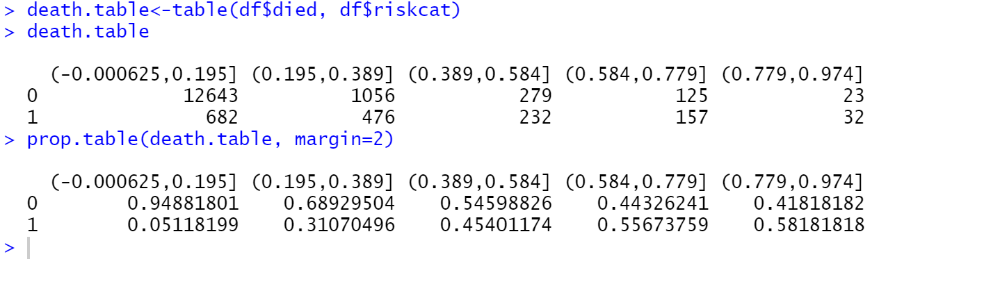 > death.table<-table(df$died, df$riskcat)
> death.table
(-0.000625,0.195] (0.195,0.389] (0.389,0.584] (0.584,0.779] (0.779,0.974]
0 12643 1056 279 125 23
1 682 476 232 157 32
> prop.table(death.table, margin=2)
(-0.000625,0.195] (0.195,0.389] (0.389,0.584] (0.584,0.779] (0.779,0.974]
0 0.94881801 0.68929504 0.54598826 0.44326241 0.41818182
1 0.05118199 0.31070496 0.45401174 0.55673759 0.58181818
>